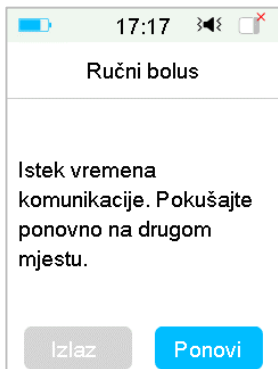 17:17
Ručni bolus
Istek vremena
komunikacije. Pokušajte
ponovno na drugom
mjestu.
Izlaz
Ponovi